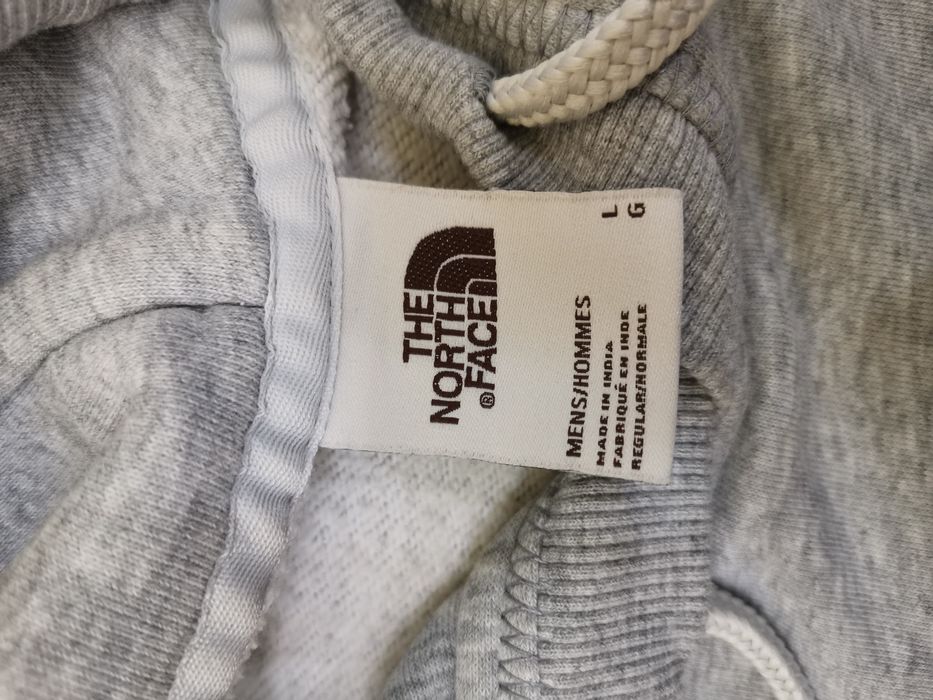 THE
NORTH
FACE
®
MENS/HOMMES
MADE IN INDIA L
FABRIQUÉ EN INDE G
REGULAR/NORMALE